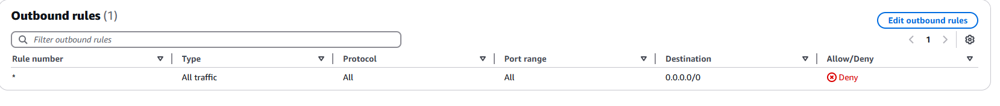 Outbound rules (1)
Edit outbound rules
Filter outbound rules
1
Rule number Type Protocol Port range Destination Allow/Deny
* All traffic All All 0.0.0.0/0 Deny